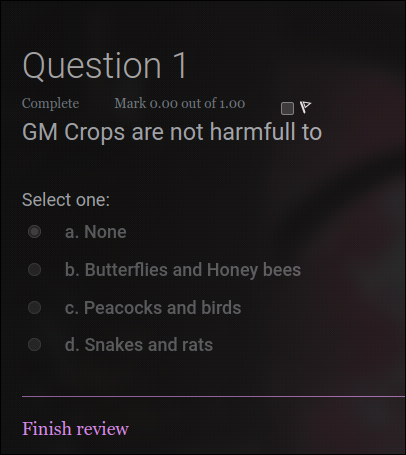 Question 1
Complete Mark 0.00 out of 1.00
GM Crops are not harmfull to
Select one:
a. None
b. Butterflies and Honey bees
c. Peacocks and birds
d. Snakes and rats
Finish review